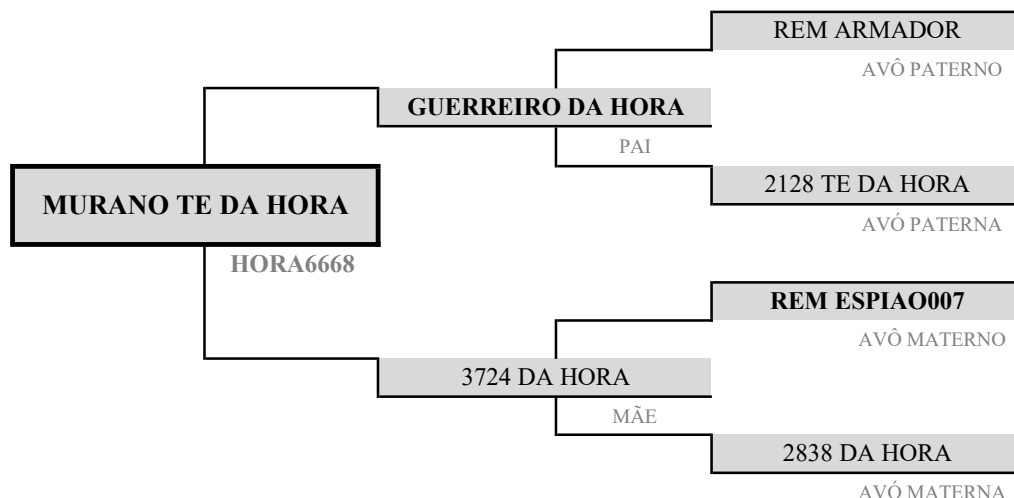 REM ARMADOR
AVÔ PATERNO
GUERREIRO DA HORA
PAI
2128 TE DA HORA
AVÓ PATERNA
MURANO TE DA HORA
HORA6668
REM ESPIAO007
AVÔ MATERNO
3724 DA HORA
MÃE
2838 DA HORA
AVÓ MATERNA